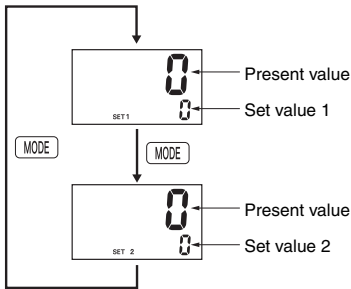 0
Present value
SET1
0
Set value 1
MODE
MODE
0
Present value
SET 2
0
Set value 2